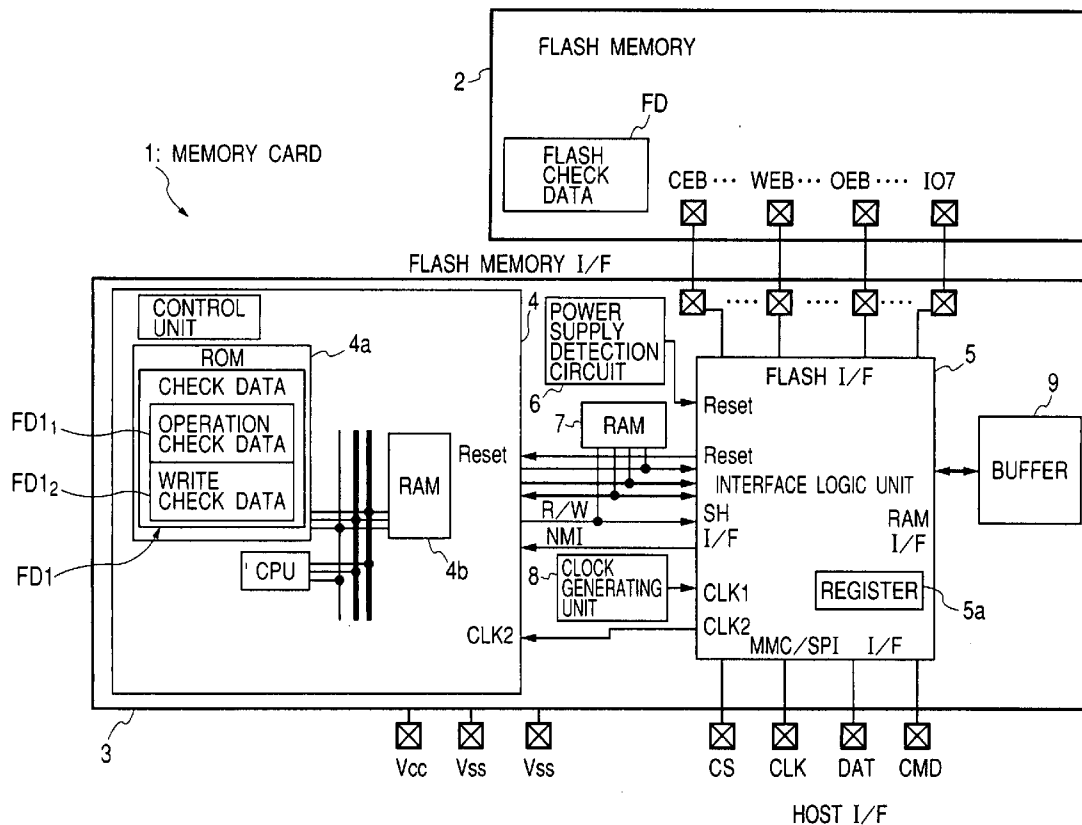 FLASH MEMORY
2
FD
FLASH
CHECK
DATA
1: MEMORY CARD
CEB ···· WEB ··· OEB ····· IO7
FLASH MEMORY I/F
CONTROL
UNIT
4
4a
ROM
CHECK DATA
FD1₁
OPERATION
CHECK DATA
FD1₂
WRITE
CHECK DATA
FD1
CPU
RAM
4b
POWER
SUPPLY
DETECTION
CIRCUIT
6
7
RAM
Reset
R/W
NMI
8
CLOCK
GENERATING
UNIT
CLK2
5
FLASH I/F
Reset
Reset
INTERFACE LOGIC UNIT
SH
I/F
RAM
I/F
CLK1
REGISTER
5a
CLK2
MMC/SPI I/F
9
BUFFER
3
Vcc Vss Vss
CS CLK DAT CMD
HOST I/F